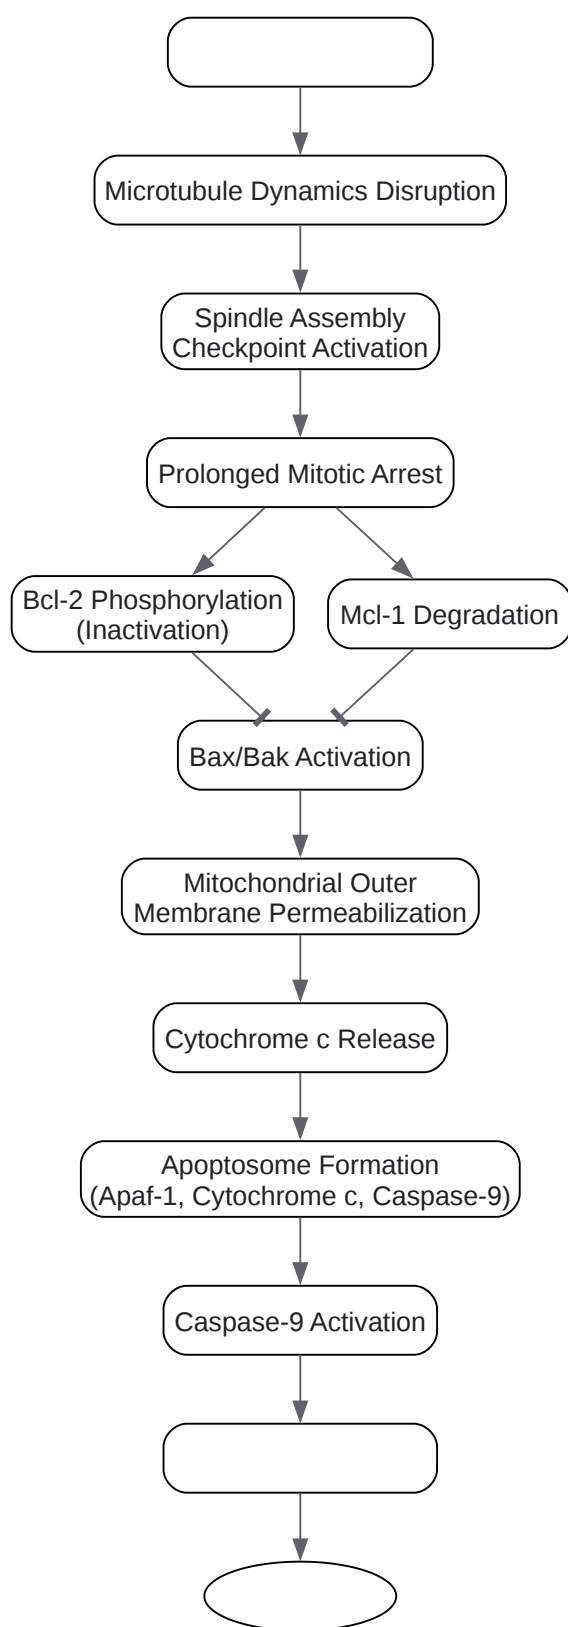 Microtubule Dynamics Disruption
Spindle Assembly
Checkpoint Activation
Prolonged Mitotic Arrest
Bcl-2 Phosphorylation
(Inactivation)
Mcl-1 Degradation
Bax/Bak Activation
Mitochondrial Outer
Membrane Permeabilization
Cytochrome c Release
Apoptosome Formation
(Apaf-1, Cytochrome c, Caspase-9)
Caspase-9 Activation